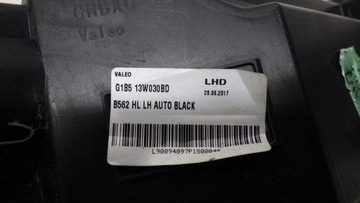 Valeo
VALEO
LHD
G1B5 13W030BD
28.06.2017
B562 HL LH AUTO BLACK